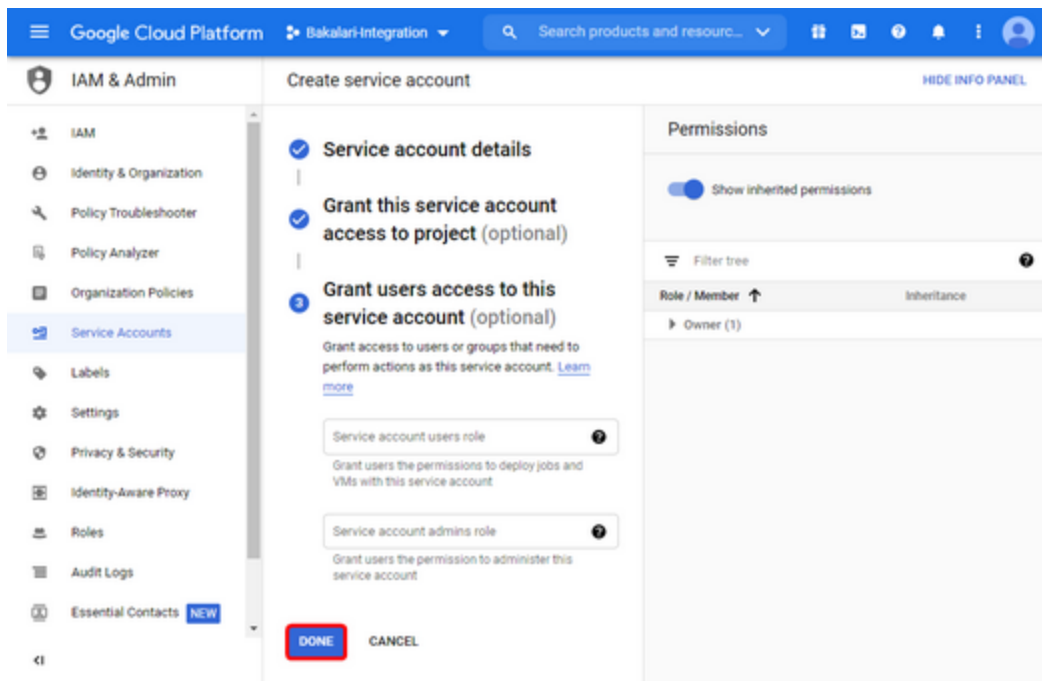 Google Cloud Platform
Bakalari-Integration
Search products and resourc...
IAM & Admin
IAM
Identity & Organization
Policy Troubleshooter
Policy Analyzer
Organization Policies
Service Accounts
Labels
Settings
Privacy & Security
Identity-Aware Proxy
Roles
Audit Logs
Essential Contacts NEW
Create service account
HIDE INFO PANEL
Service account details
Grant this service account
access to project (optional)
3
Grant users access to this
service account (optional)
Grant access to users or groups that need to
perform actions as this service account. Learn
more
Service account users role
Grant users the permissions to deploy jobs and
VMs with this service account
Service account admins role
Grant users the permission to administer this
service account
DONE
CANCEL
Permissions
Show inherited permissions
Filter tree
Role / Member
Inheritance
Owner (1)